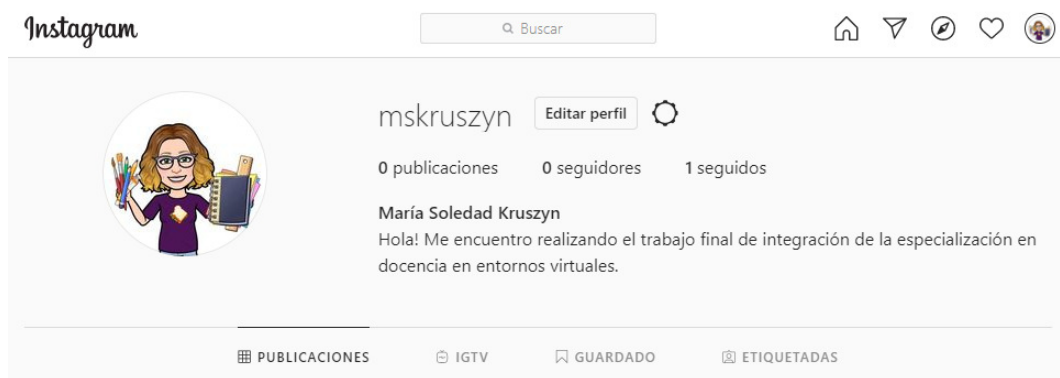 Instagram
Buscar
mskruszyn Editar perfil
0 publicaciones 0 seguidores 1 seguidos
María Soledad Kruszyn
Hola! Me encuentro realizando el trabajo final de integración de la especialización en
docencia en entornos virtuales.
PUBLICACIONES IGTV GUARDADO ETIQUETADAS